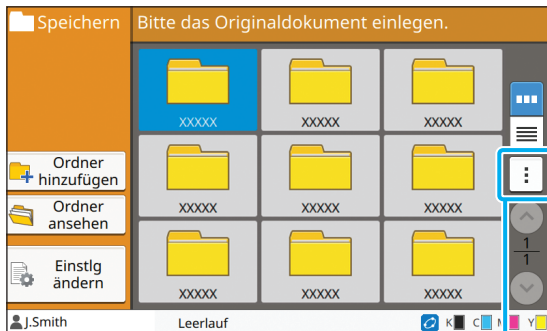 Speichern
Bitte das Originaldokument einlegen.
XXXXX XXXXX XXXXX
Ordner
hinzufügen
XXXXX XXXXX XXXXX
Ordner
ansehen
1
1
Einstlg
ändern
XXXXX XXXXX XXXXX
J.Smith
Leerlauf
K C M Y